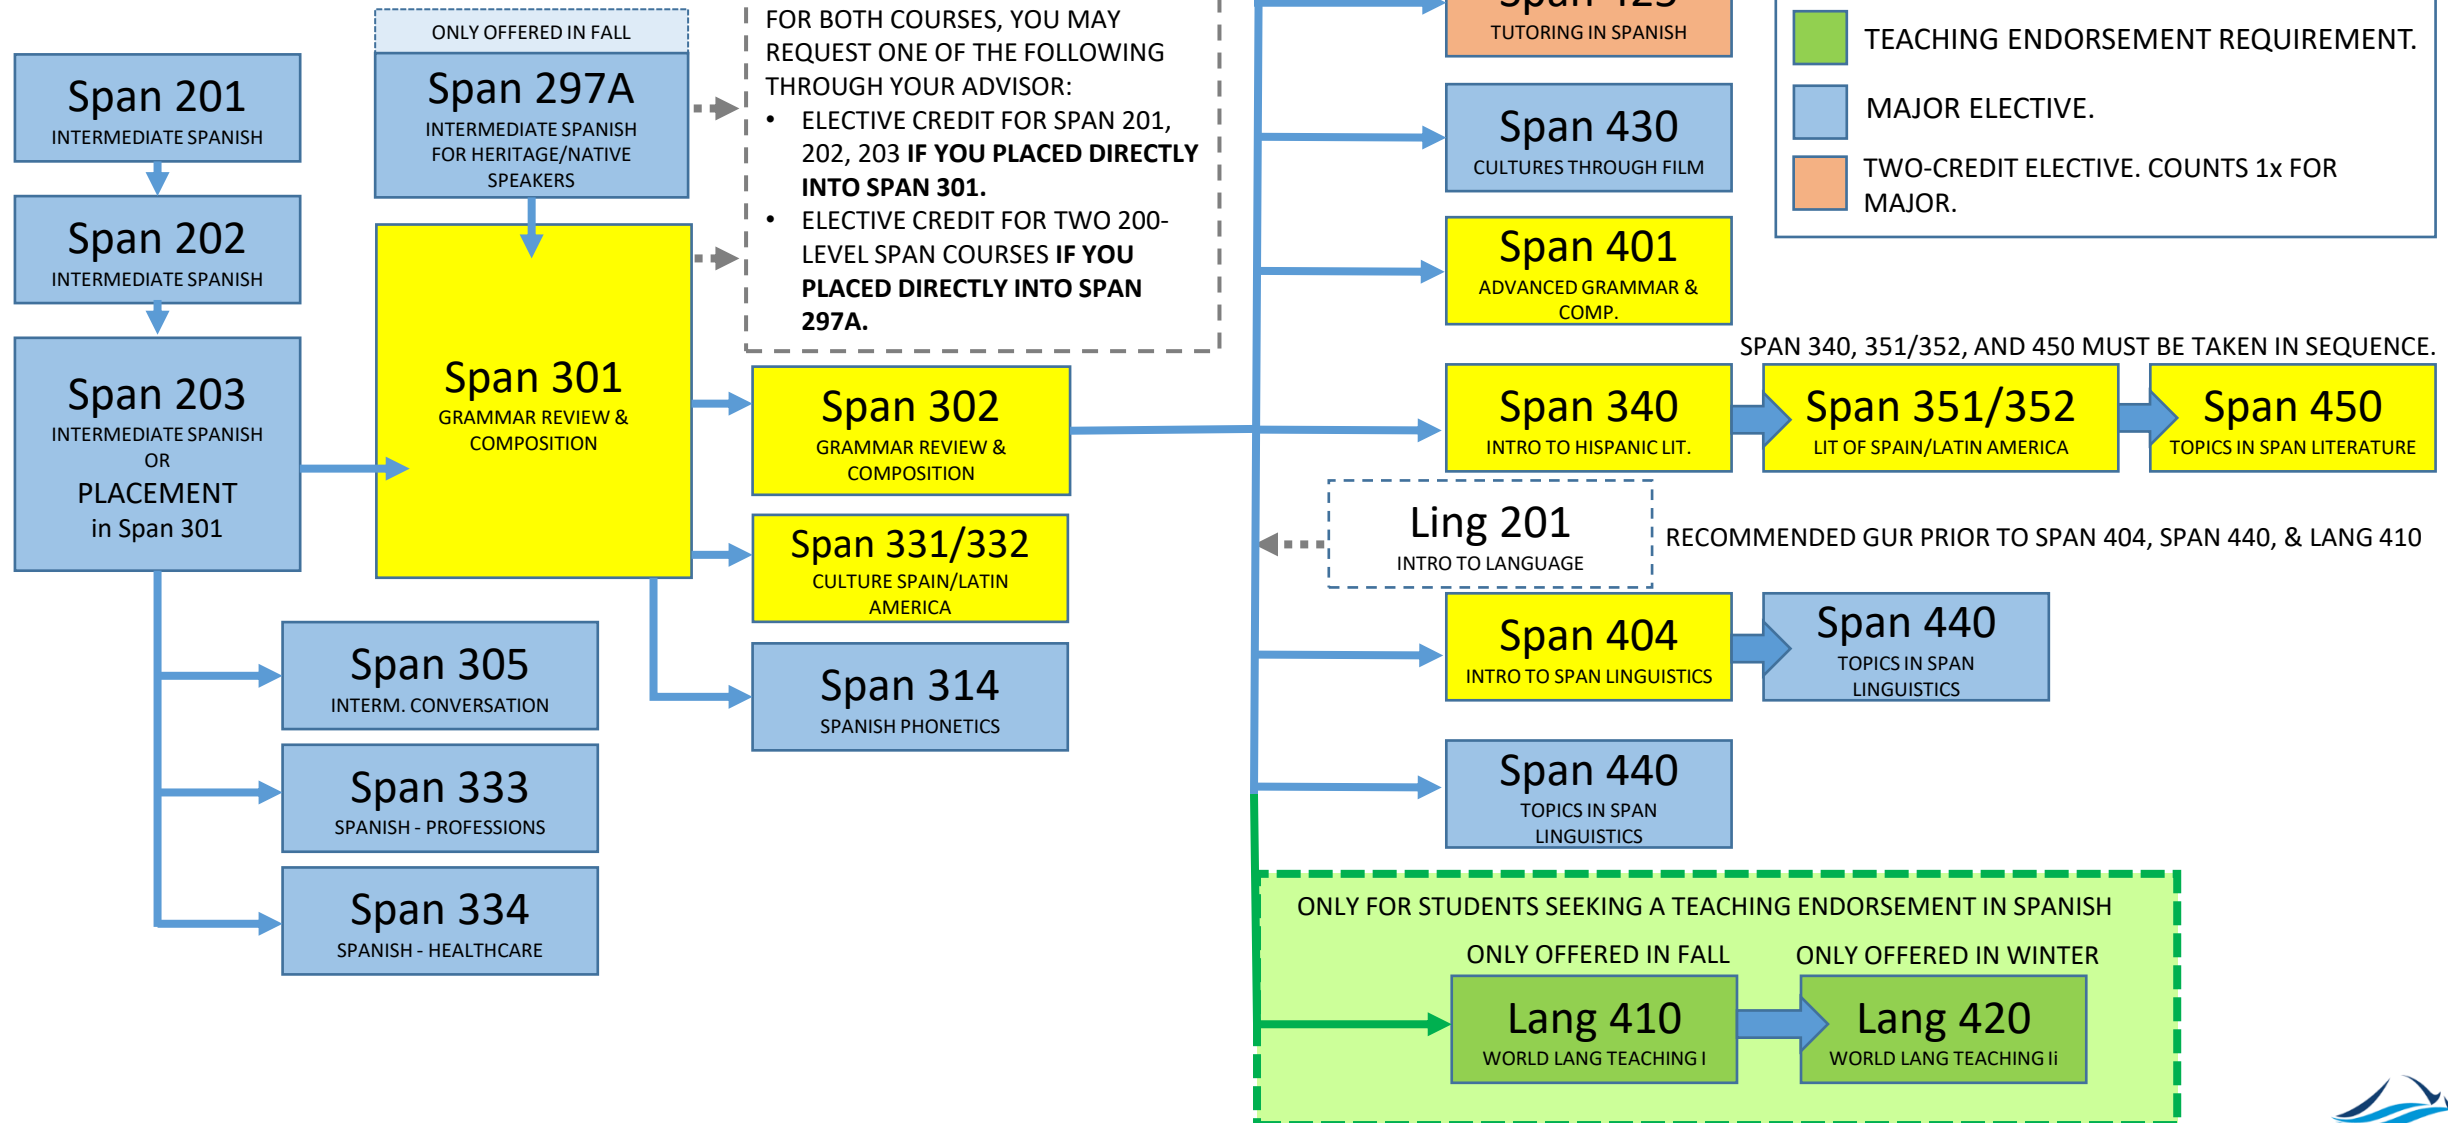 ONLY OFFERED IN FALL
Span 201
INTERMEDIATE SPANISH
Span 202
INTERMEDIATE SPANISH
Span 203
INTERMEDIATE SPANISH
OR
PLACEMENT
in Span 301
Span 297A
INTERMEDIATE SPANISH
FOR HERITAGE/NATIVE
SPEAKERS
Span 301
GRAMMAR REVIEW &
COMPOSITION
FOR BOTH COURSES, YOU MAY
REQUEST ONE OF THE FOLLOWING
THROUGH YOUR ADVISOR:
• ELECTIVE CREDIT FOR SPAN 201,
202, 203 IF YOU PLACED DIRECTLY
INTO SPAN 301.
• ELECTIVE CREDIT FOR TWO 200-
LEVEL SPAN COURSES IF YOU
PLACED DIRECTLY INTO SPAN
297A.
Span 302
GRAMMAR REVIEW &
COMPOSITION
Span 331/332
CULTURE SPAIN/LATIN
AMERICA
Span 314
SPANISH PHONETICS
Span 305
INTERM. CONVERSATION
Span 333
SPANISH - PROFESSIONS
Span 334
SPANISH - HEALTHCARE
Span 425
TUTORING IN SPANISH
Span 430
CULTURES THROUGH FILM
Span 401
ADVANCED GRAMMAR &
COMP.
TEACHING ENDORSEMENT REQUIREMENT.
MAJOR ELECTIVE.
TWO-CREDIT ELECTIVE. COUNTS 1x FOR
MAJOR.
SPAN 340, 351/352, AND 450 MUST BE TAKEN IN SEQUENCE.
Span 340
INTRO TO HISPANIC LIT.
Span 351/352
LIT OF SPAIN/LATIN AMERICA
Span 450
TOPICS IN SPAN LITERATURE
Ling 201
INTRO TO LANGUAGE
RECOMMENDED GUR PRIOR TO SPAN 404, SPAN 440, & LANG 410
Span 404
INTRO TO SPAN LINGUISTICS
Span 440
TOPICS IN SPAN
LINGUISTICS
Span 440
TOPICS IN SPAN
LINGUISTICS
ONLY FOR STUDENTS SEEKING A TEACHING ENDORSEMENT IN SPANISH
ONLY OFFERED IN FALL
Lang 410
WORLD LANG TEACHING I
ONLY OFFERED IN WINTER
Lang 420
WORLD LANG TEACHING Ii